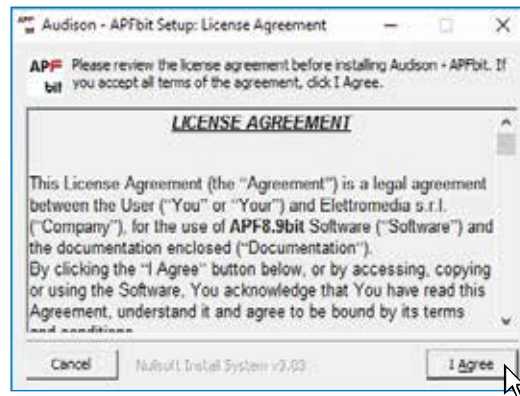 Audison - APFbit Setup: License Agreement
APF bit
Please review the license agreement before installing Audison - APFbit. If
you accept all terms of the agreement, click I Agree.
LICENSE AGREEMENT
This License Agreement (the “Agreement”) is a legal agreement
between the User (“You” or “Your”) and Elettromedia s.r.l.
(“Company”), for the use of APF8.9bit Software (“Software”) and
the documentation enclosed (“Documentation”).
By clicking the “I Agree” button below, or by accessing, copying
or using the Software, You acknowledge that You have read this
Agreement, understand it and agree to be bound by its terms
and conditions
Cancel
Nullsoft Install System v3.03
I Agree